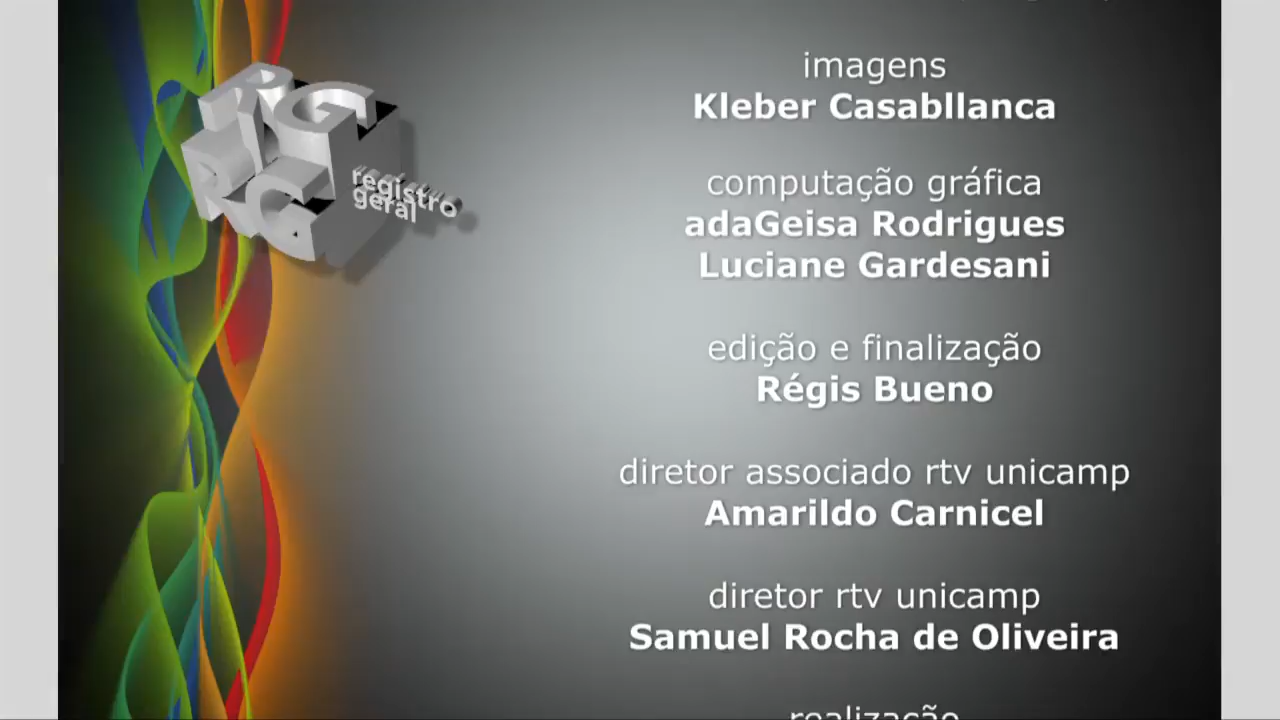 RG
RG
registro
geral
imagens
Kleber Casabllanca
computação gráfica
adaGeisa Rodrigues
Luciane Gardesani
edição e finalização
Régis Bueno
diretor associado rtv unicamp
Amarildo Carnicel
diretor rtv unicamp
Samuel Rocha de Oliveira
realização